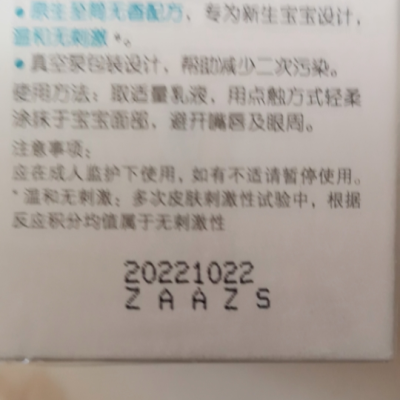 ● 原生至简无香配方，专为新生宝宝设计，
温和无刺激*。
● 真空泵包装设计，帮助减少二次污染。
使用方法：取适量乳液，用点触方式轻柔
涂抹于宝宝面部，避开嘴唇及眼周。
注意事项：
应在成人监护下使用，如有不适请暂停使用。
*温和无刺激：多次皮肤刺激性试验中，根据
反应积分均值属于无刺激性
20221022
ZAAZS